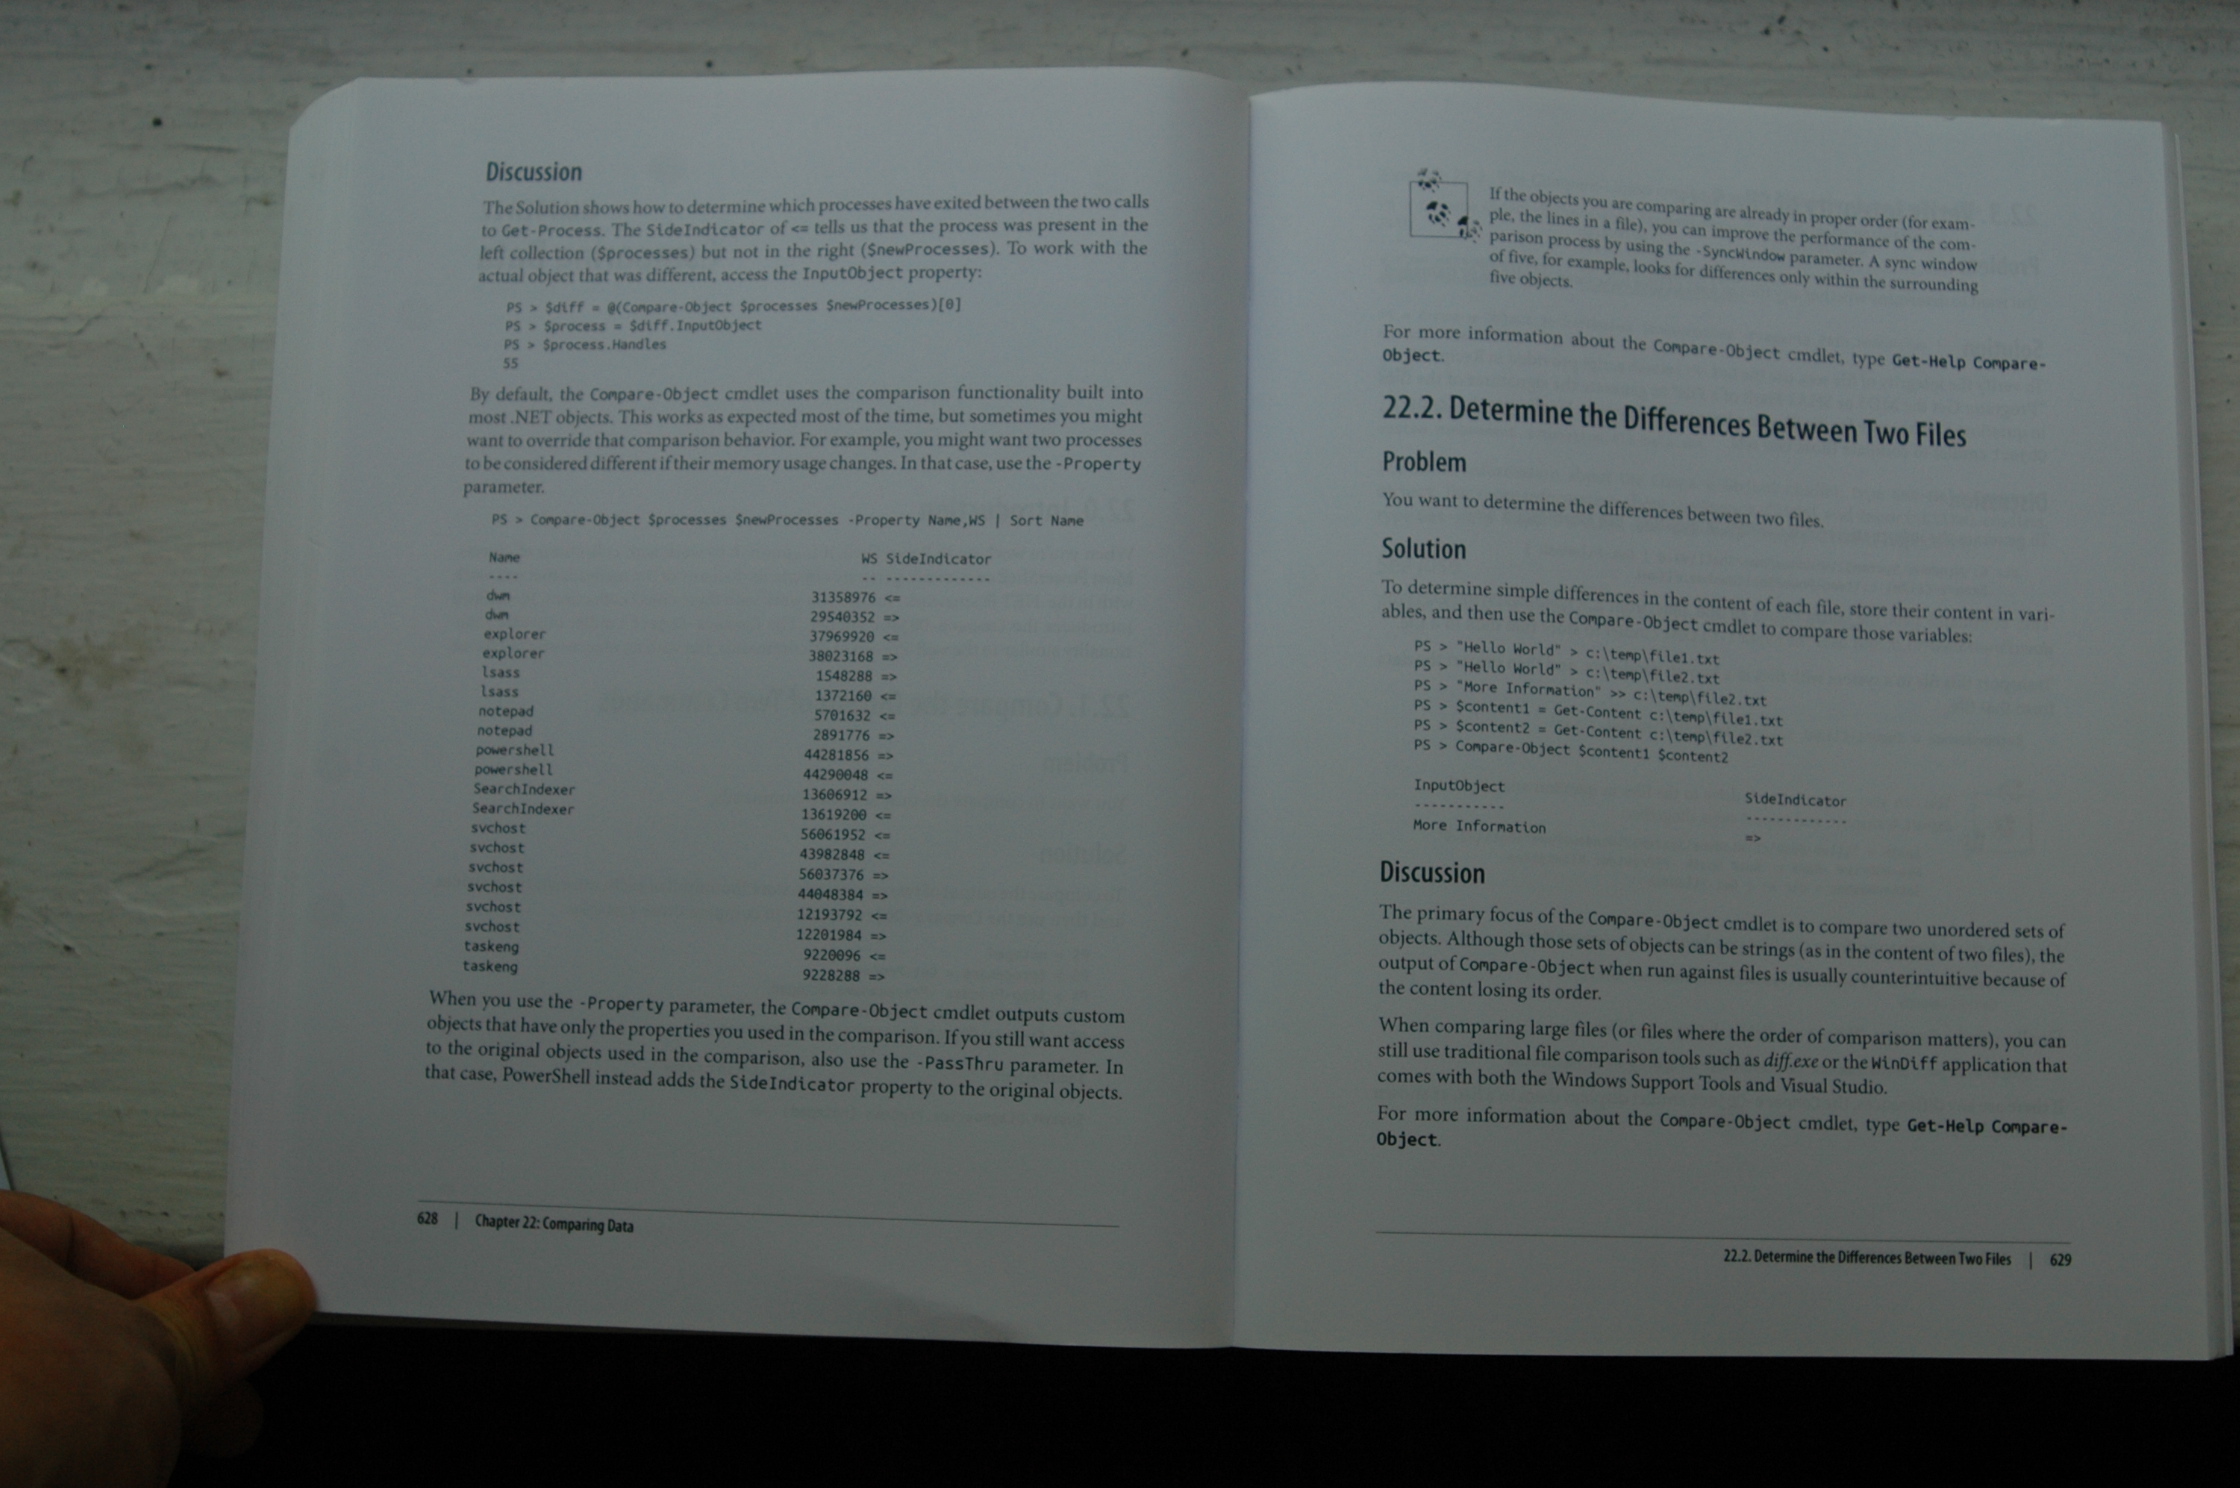 Discussion
The Solution shows how to determine which processes have exited between the two calls
to Get-Process. The SideIndicator of <= tells us that the process was present in the
left collection ($processes) but not in the right ($newProcesses). To work with the
actual object that was different, access the InputObject property:
PS > $diff = @(Compare-Object $processes $newProcesses)[0]
PS > $process = $diff.InputObject
PS > $process.Handles
55
By default, the Compare-Object cmdlet uses the comparison functionality built into
most .NET objects. This works as expected most of the time, but sometimes you might
want to override that comparison behavior. For example, you might want two processes
to be considered different if their memory usage changes. In that case, use the -Property
parameter.
PS > Compare-Object $processes $newProcesses -Property Name,WS | Sort Name
Name WS SideIndicator
---- -- -------------
dwm 31358976 <=
dwm 29540352 =>
explorer 37969920 <=
explorer 38023168 =>
lsass 1548288 =>
lsass 1372160 <=
notepad 5701632 <=
notepad 2891776 =>
powershell 44281856 =>
powershell 44290048 <=
SearchIndexer 13606912 =>
SearchIndexer 13619200 <=
svchost 56061952 <=
svchost 43982848 <=
svchost 56037376 =>
svchost 44048384 =>
svchost 12193792 <=
svchost 12201984 =>
taskeng 9220096 <=
taskeng 9228288 =>
When you use the -Property parameter, the Compare-Object cmdlet outputs custom
objects that have only the properties you used in the comparison. If you still want access
to the original objects used in the comparison, also use the -PassThru parameter. In
that case, PowerShell instead adds the SideIndicator property to the original objects.
628 | Chapter 22: Comparing Data
If the objects you are comparing are already in proper order (for exam-
ple, the lines in a file), you can improve the performance of the com-
parison process by using the -SyncWindow parameter. A sync window
of five, for example, looks for differences only within the surrounding
five objects.
For more information about the Compare-Object cmdlet, type Get-Help Compare-
Object.
22.2. Determine the Differences Between Two Files
Problem
You want to determine the differences between two files.
Solution
To determine simple differences in the content of each file, store their content in vari-
ables, and then use the Compare-Object cmdlet to compare those variables:
PS > "Hello World" > c:\temp\file1.txt
PS > "Hello World" > c:\temp\file2.txt
PS > "More Information" >> c:\temp\file2.txt
PS > $content1 = Get-Content c:\temp\file1.txt
PS > $content2 = Get-Content c:\temp\file2.txt
PS > Compare-Object $content1 $content2
InputObject SideIndicator
----------- -------------
More Information =>
Discussion
The primary focus of the Compare-Object cmdlet is to compare two unordered sets of
objects. Although those sets of objects can be strings (as in the content of two files), the
output of Compare-Object when run against files is usually counterintuitive because of
the content losing its order.
When comparing large files (or files where the order of comparison matters), you can
still use traditional file comparison tools such as diff.exe or the WinDiff application that
comes with both the Windows Support Tools and Visual Studio.
For more information about the Compare-Object cmdlet, type Get-Help Compare-
Object.
22.2. Determine the Differences Between Two Files | 629